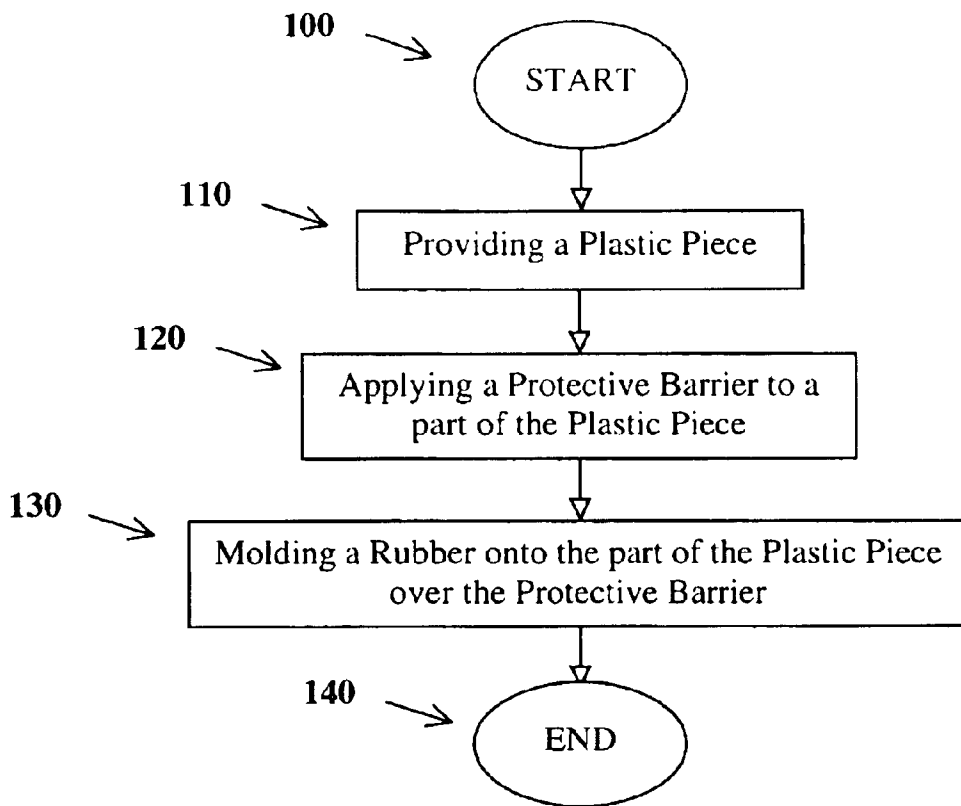 100
START
110
Providing a Plastic Piece
120
Applying a Protective Barrier to a
part of the Plastic Piece
130
Molding a Rubber onto the part of the Plastic Piece
over the Protective Barrier
140
END